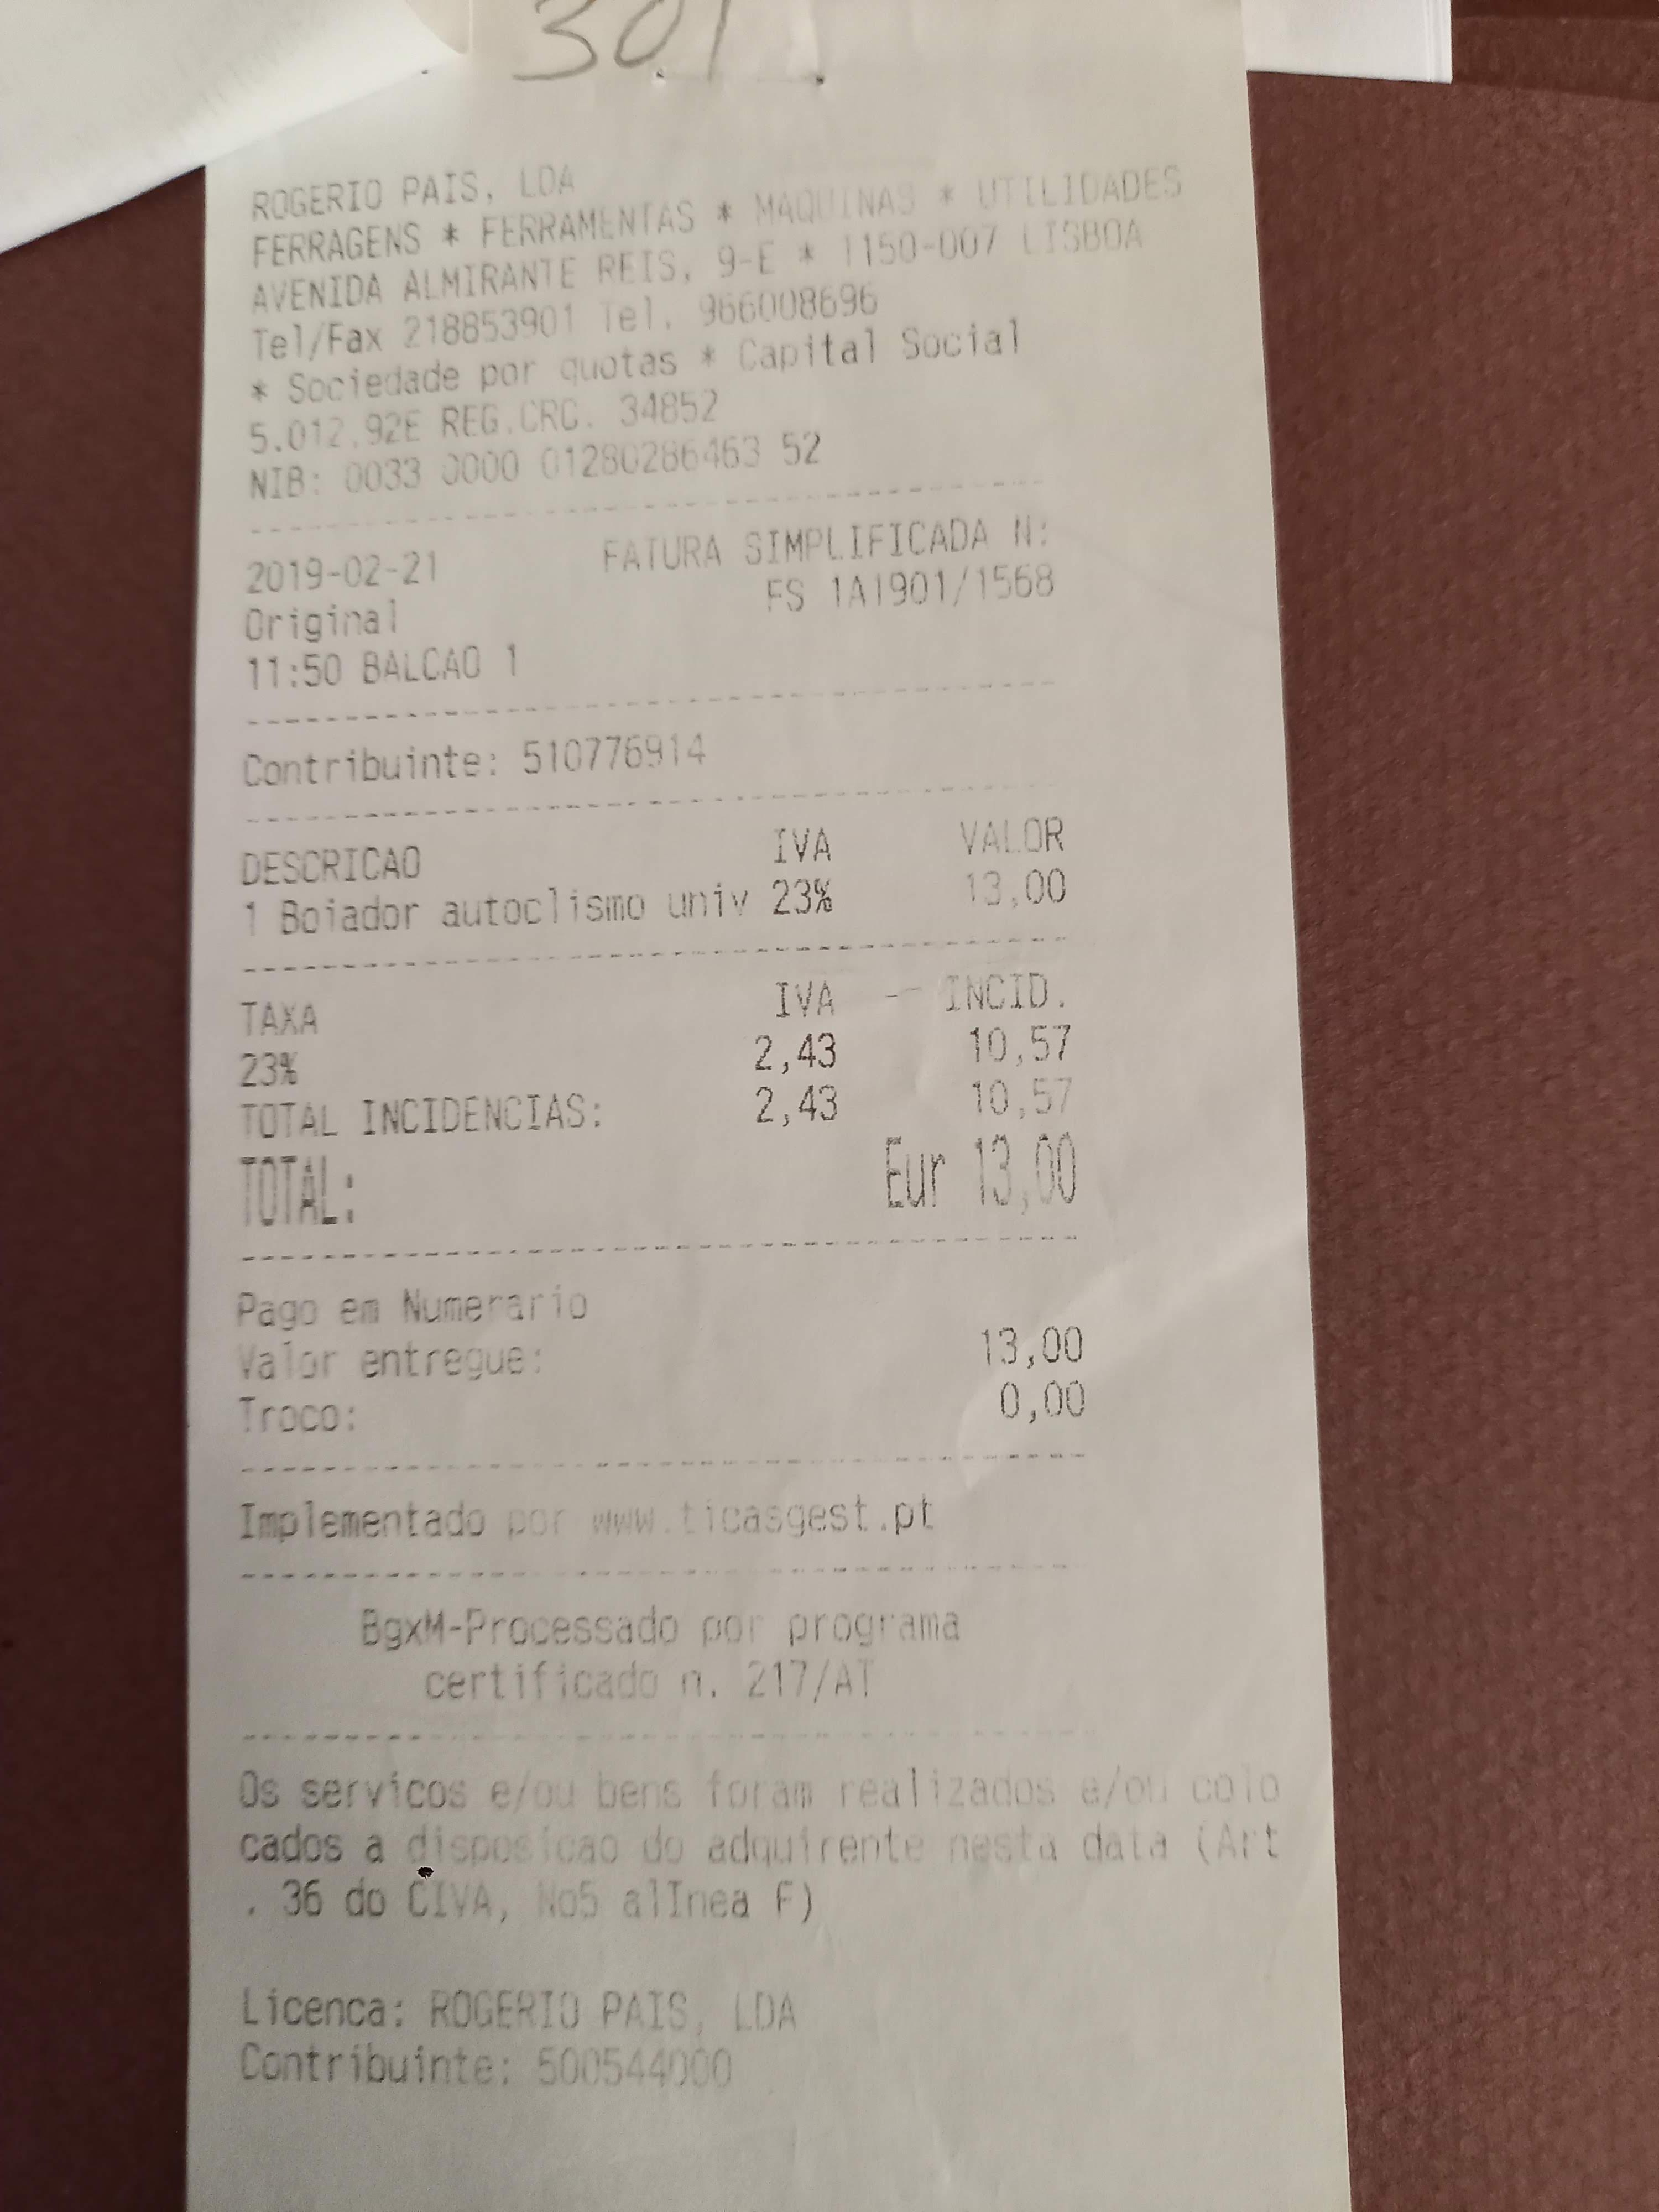 301
ROGERIO PAIS, LDA
FERRAGENS * FERRAMENTAS * MAQUINAS * UTILIDADES
AVENIDA ALMIRANTE REIS, 9-E * 1150-007 LISBOA
Tel/Fax 218853901 Tel. 966008696
* Sociedade por quotas * Capital Social
5.012.92E REG.CRC. 34852
NIB: 0033 0000 01280286463 52
2019-02-21 FATURA SIMPLIFICADA N:
Original FS 1A1901/1568
11:50 BALCAO 1
Contribuinte: 510776914
DESCRICAO IVA VALOR
1 Boiador autoclismo univ 23% 13,00
TAXA IVA -- INCID.
23% 2,43 10,57
TOTAL INCIDENCIAS: 2,43 10,57
TOTAL: Eur 13,00
Pago em Numerario
Valor entregue: 13,00
Troco: 0,00
Implementado por www.ticasgest.pt
BgxM-Processado por programa
certificado n. 217/AT
Os servicos e/ou bens foram realizados e/ou colo
cados a disposicao do adquirente nesta data (Art
. 36 do CIVA, No5 alInea F)
Licenca: ROGERIO PAIS, LDA
Contribuinte: 500544000